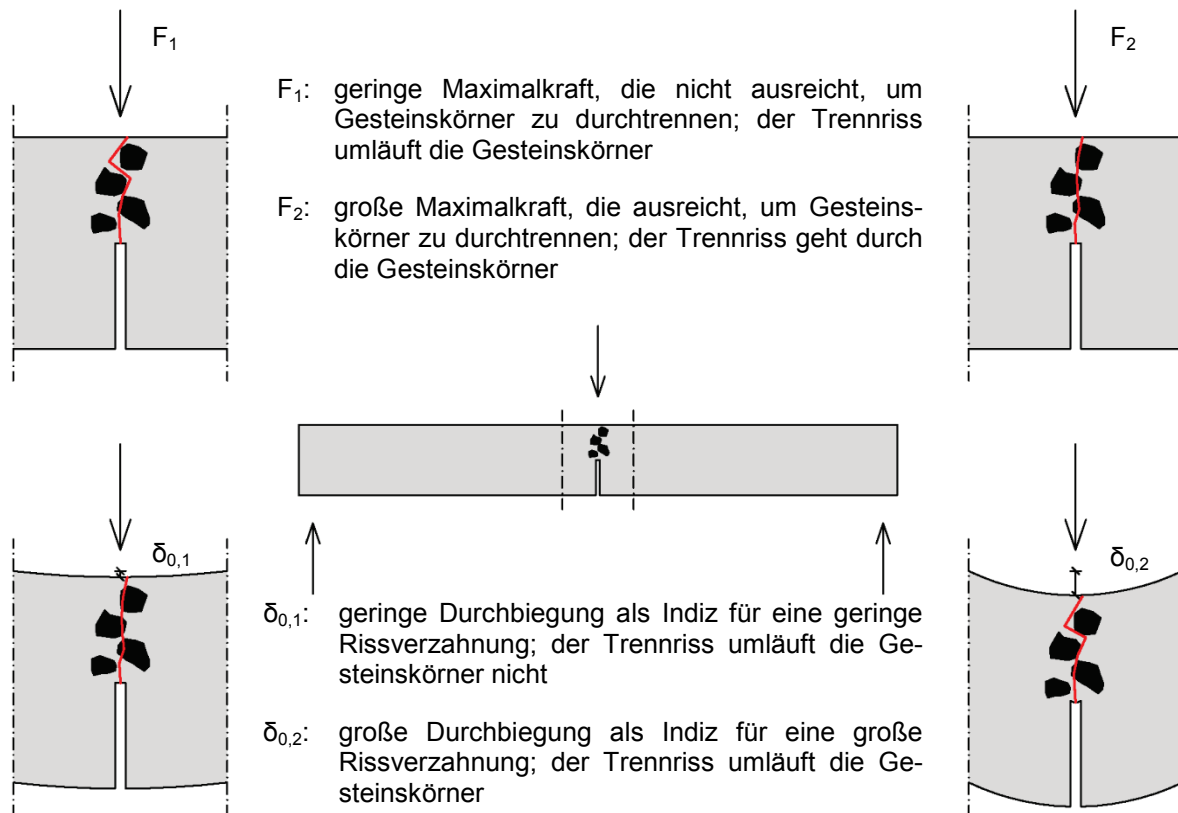 F₁
F₂
F₁: geringe Maximalkraft, die nicht ausreicht, um
Gesteinskörner zu durchtrennen; der Trennriss
umläuft die Gesteinskörner
F₂: große Maximalkraft, die ausreicht, um Gesteins-
körner zu durchtrennen; der Trennriss geht durch
die Gesteinskörner
δ₀,₁
δ₀,₂
δ₀,₁: geringe Durchbiegung als Indiz für eine geringe
Rissverzahnung; der Trennriss umläuft die Ge-
steinskörner nicht
δ₀,₂: große Durchbiegung als Indiz für eine große
Rissverzahnung; der Trennriss umläuft die Ge-
steinskörner